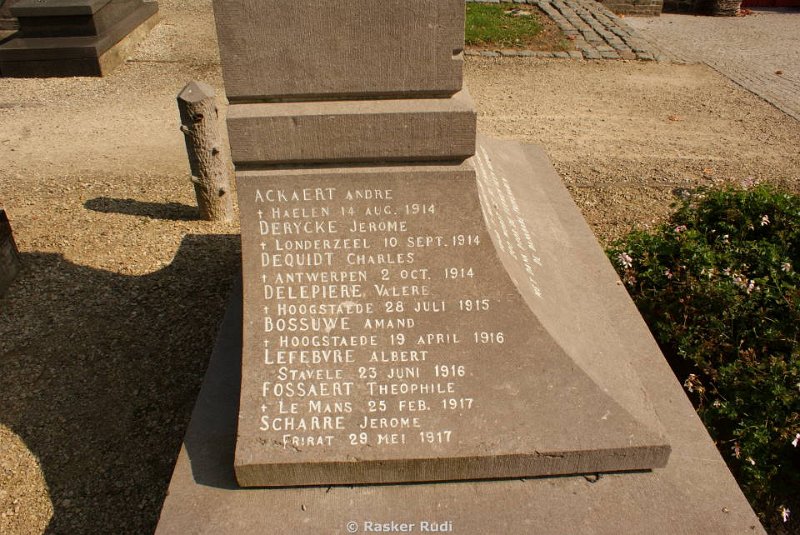 ACKAERT ANDRE
† HAELEN 14 AUG. 1914
DERYCKE JEROME
† LONDERZEEL 10 SEPT. 1914
DEQUIDT CHARLES
† ANTWERPEN 2 OCT. 1914
DELEPIERE VALERE
† HOOGSTAEDE 28 JULI 1915
BOSSUWE AMAND
† HOOGSTAEDE 19 APRIL 1916
LEFEBVRE ALBERT
STAVELE 23 JUNI 1916
FOSSAERT THEOPHILE
† LE MANS 25 FEB. 1917
SCHARRE JEROME
FRIRAT 29 MEI 1917
© Rasker Rüdi